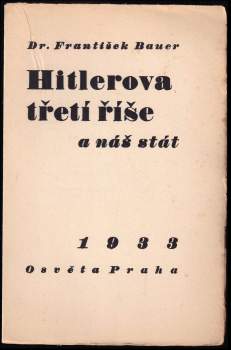 Dr. František Bauer
Hitlerova
třetí říše
a náš stát
1933
Osvěta Praha